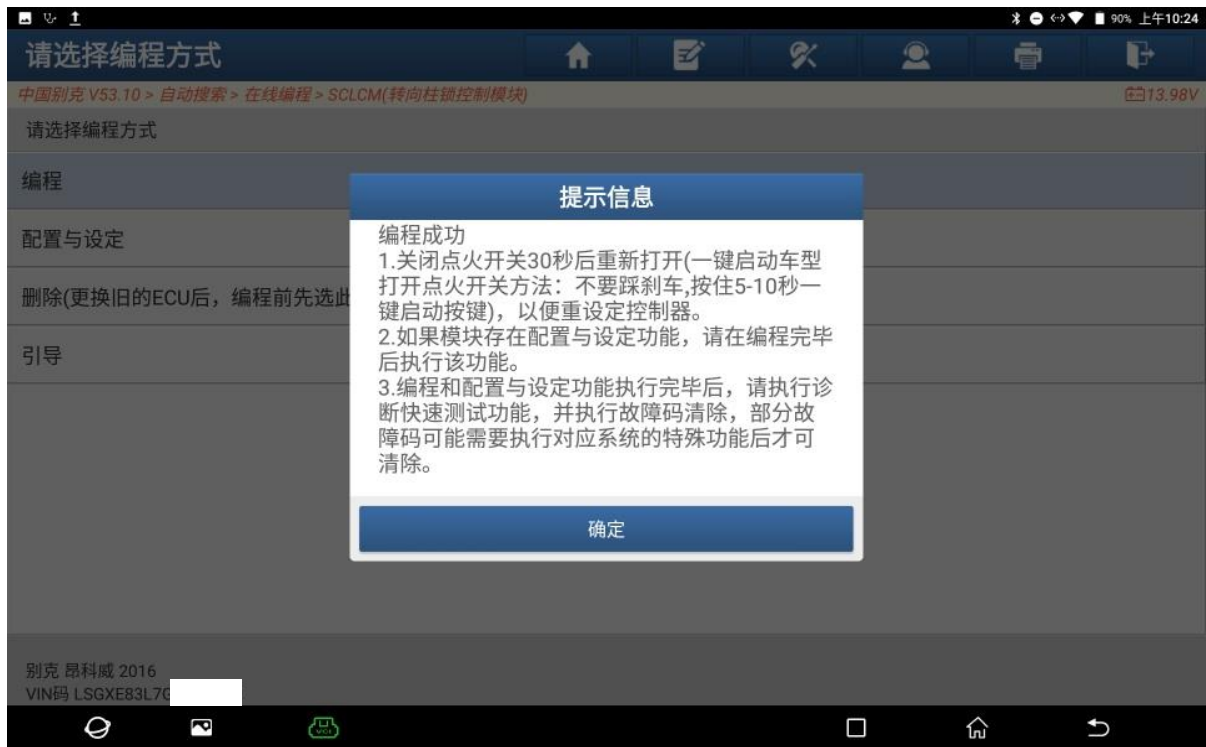 90% 上午10:24
请选择编程方式
中国别克 V53.10 > 自动搜索 > 在线编程 > SCLCM(转向柱锁控制模块)
13.98V
请选择编程方式
编程
配置与设定
删除(更换旧的ECU后，编程前先选此
引导
提示信息
编程成功
1.关闭点火开关30秒后重新打开(一键启动车型
打开点火开关方法：不要踩刹车,按住5-10秒一
键启动按键)，以便重设定控制器。
2.如果模块存在配置与设定功能，请在编程完毕
后执行该功能。
3.编程和配置与设定功能执行完毕后，请执行诊
断快速测试功能，并执行故障码清除，部分故
障码可能需要执行对应系统的特殊功能后才可
清除。
确定
别克 昂科威 2016
VIN码 LSGXE83L7G
VCI